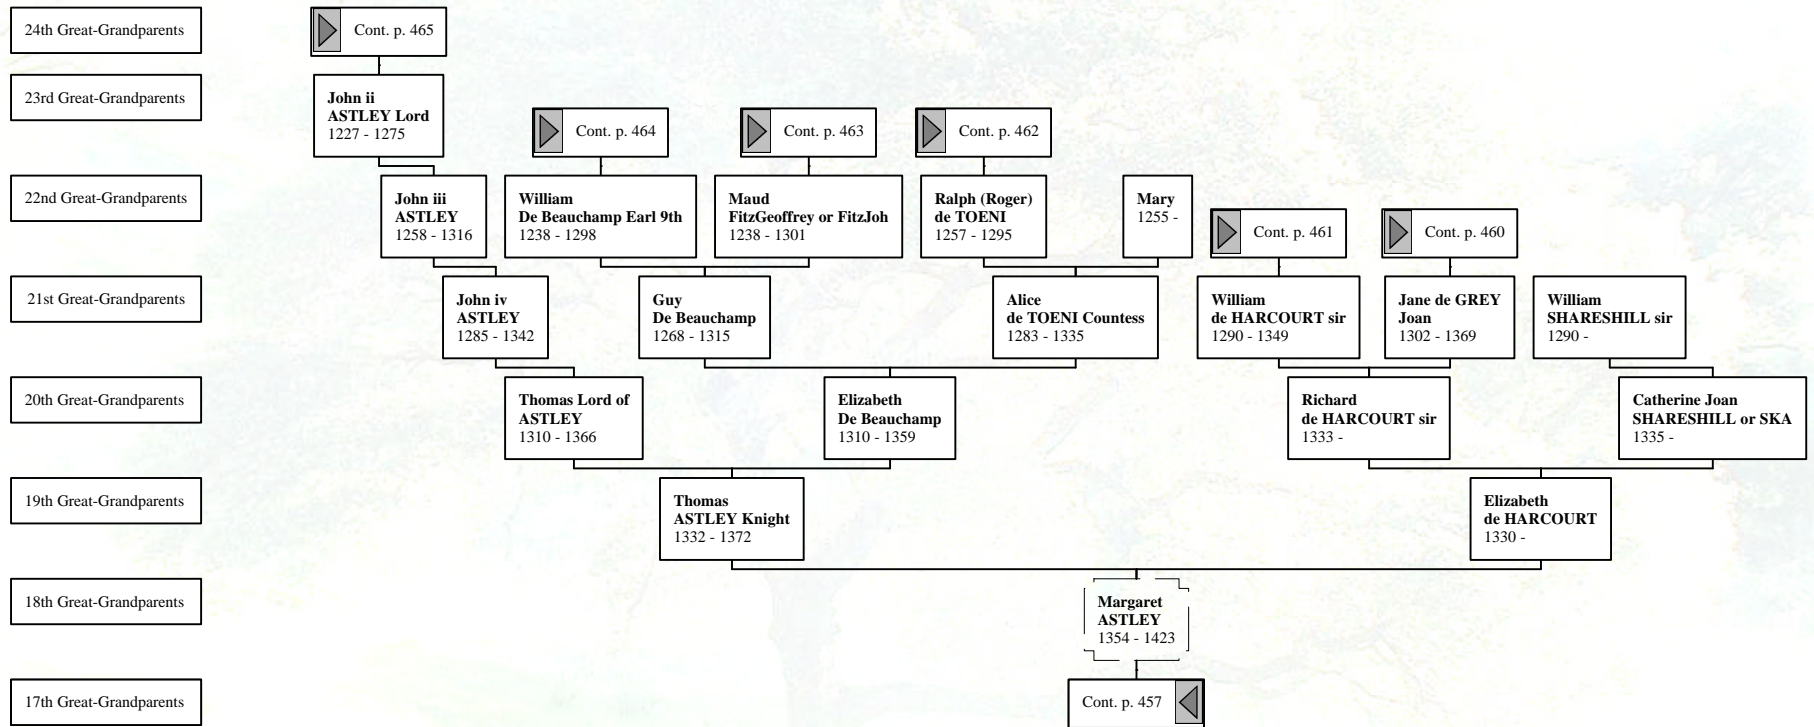 24th Great-Grandparents
Cont. p. 465
23rd Great-Grandparents
John ii
ASTLEY Lord
1227 - 1275
Cont. p. 464
Cont. p. 463
Cont. p. 462
22nd Great-Grandparents
John iii
ASTLEY
1258 - 1316
William
De Beauchamp Earl 9th
1238 - 1298
Maud
FitzGeoffrey or FitzJoh
1238 - 1301
Ralph (Roger)
de TOENI
1257 - 1295
Mary
1255 -
Cont. p. 461
Cont. p. 460
21st Great-Grandparents
John iv
ASTLEY
1285 - 1342
Guy
De Beauchamp
1268 - 1315
Alice
de TOENI Countess
1283 - 1335
William
de HARCOURT sir
1290 - 1349
Jane de GREY
Joan
1302 - 1369
William
SHARESHILL sir
1290 -
20th Great-Grandparents
Thomas Lord of
ASTLEY
1310 - 1366
Elizabeth
De Beauchamp
1310 - 1359
Richard
de HARCOURT sir
1333 -
Catherine Joan
SHARESHILL or SKA
1335 -
19th Great-Grandparents
Thomas
ASTLEY Knight
1332 - 1372
Elizabeth
de HARCOURT
1330 -
18th Great-Grandparents
Margaret
ASTLEY
1354 - 1423
17th Great-Grandparents
Cont. p. 457